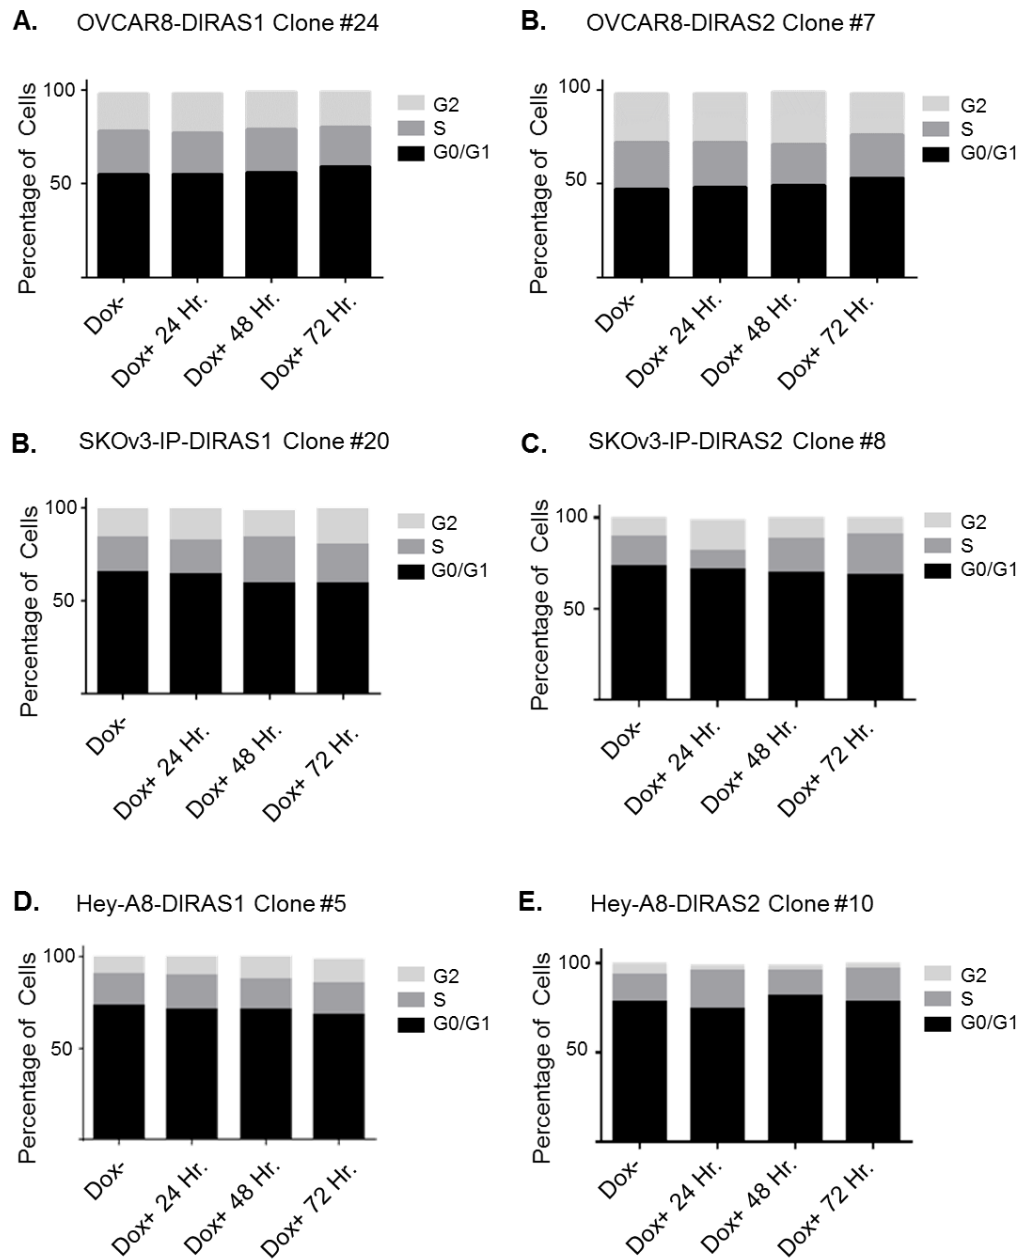 A. OVCAR8-DIRAS1 Clone #24
Percentage of Cells
100
50
G2
S
G0/G1
Dox-
Dox+ 24 Hr.
Dox+ 48 Hr.
Dox+ 72 Hr.
B. OVCAR8-DIRAS2 Clone #7
Percentage of Cells
100
50
G2
S
G0/G1
Dox-
Dox+ 24 Hr.
Dox+ 48 Hr.
Dox+ 72 Hr.
B. SKOv3-IP-DIRAS1 Clone #20
Percentage of Cells
100
50
G2
S
G0/G1
Dox-
Dox+ 24 Hr.
Dox+ 48 Hr.
Dox+ 72 Hr.
C. SKOv3-IP-DIRAS2 Clone #8
Percentage of Cells
100
50
G2
S
G0/G1
Dox-
Dox+ 24 Hr.
Dox+ 48 Hr.
Dox+ 72 Hr.
D. Hey-A8-DIRAS1 Clone #5
Percentage of Cells
100
50
G2
S
G0/G1
Dox-
Dox+ 24 Hr.
Dox+ 48 Hr.
Dox+ 72 Hr.
E. Hey-A8-DIRAS2 Clone #10
Percentage of Cells
100
50
G2
S
G0/G1
Dox-
Dox+ 24 Hr.
Dox+ 48 Hr.
Dox+ 72 Hr.